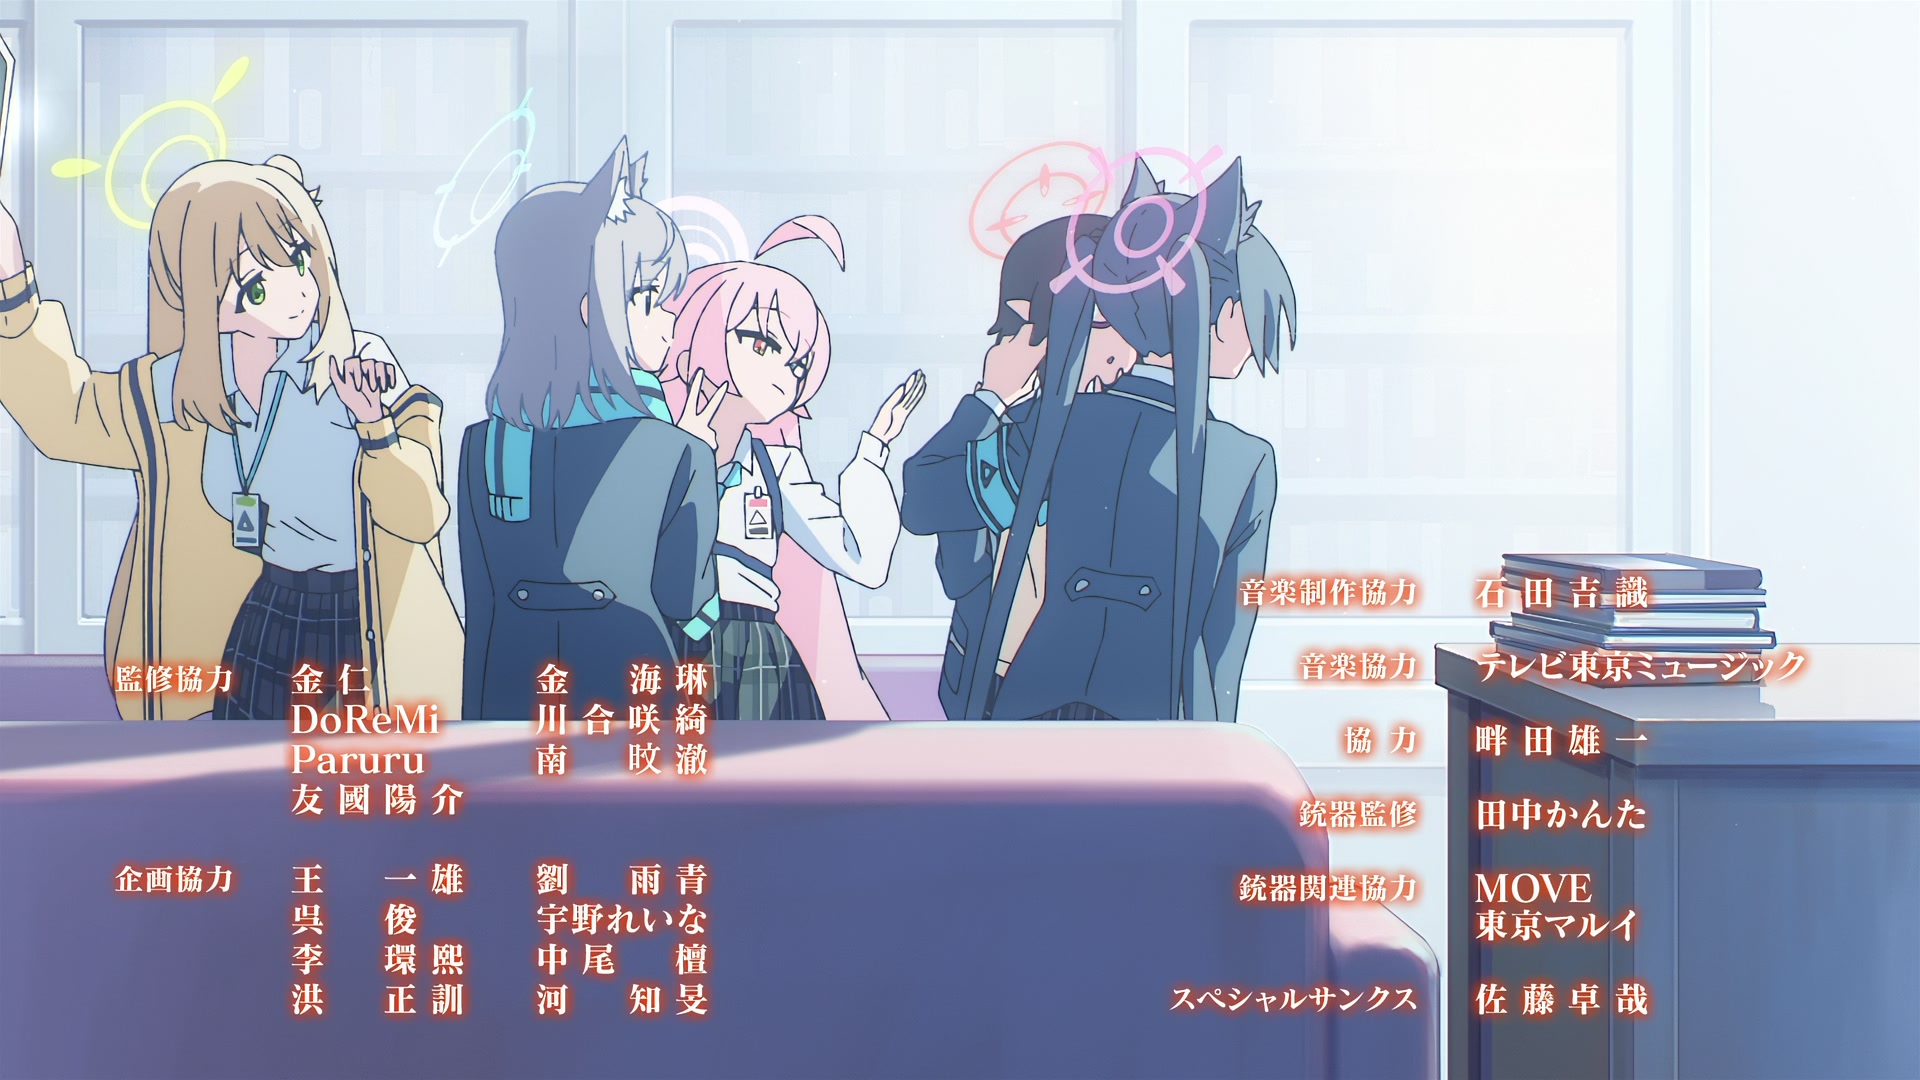 監修協力 金仁 金海琳
DoReMi 川合咲綺
Paruru 南旼澈
友國陽介
企画協力 王一雄 劉雨青
呉俊 宇野れいな
李環熙 中尾檀
洪正訓 河知旻
音楽制作協力 石田吉識
音楽協力 テレビ東京ミュージック
協力 畔田雄一
銃器監修 田中かんた
銃器関連協力 MOVE
東京マルイ
スペシャルサンクス 佐藤卓哉